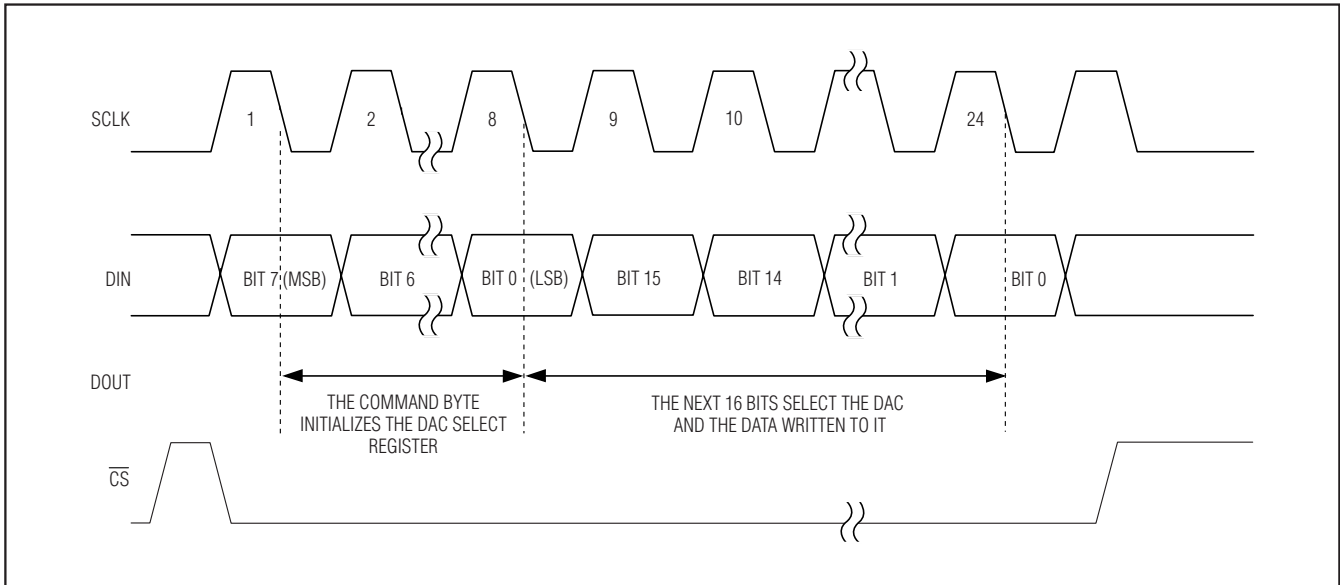 SCLK 1 2 8 9 10 24
DIN BIT 7 (MSB) BIT 6 BIT 0 (LSB) BIT 15 BIT 14 BIT 1 BIT 0
DOUT
THE COMMAND BYTE
INITIALIZES THE DAC SELECT
REGISTER
THE NEXT 16 BITS SELECT THE DAC
AND THE DATA WRITTEN TO IT
CS